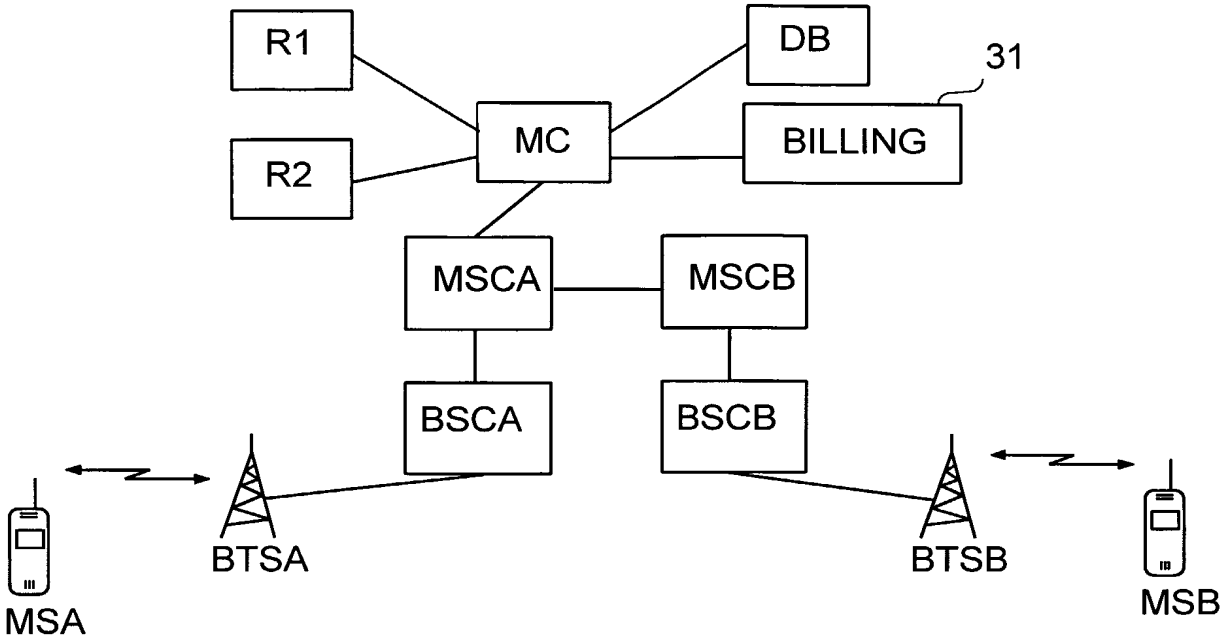 R1
DB
31
MC
BILLING
R2
MSCA
MSCB
BSCA
BSCB
BTSA
BTSB
MSA
MSB